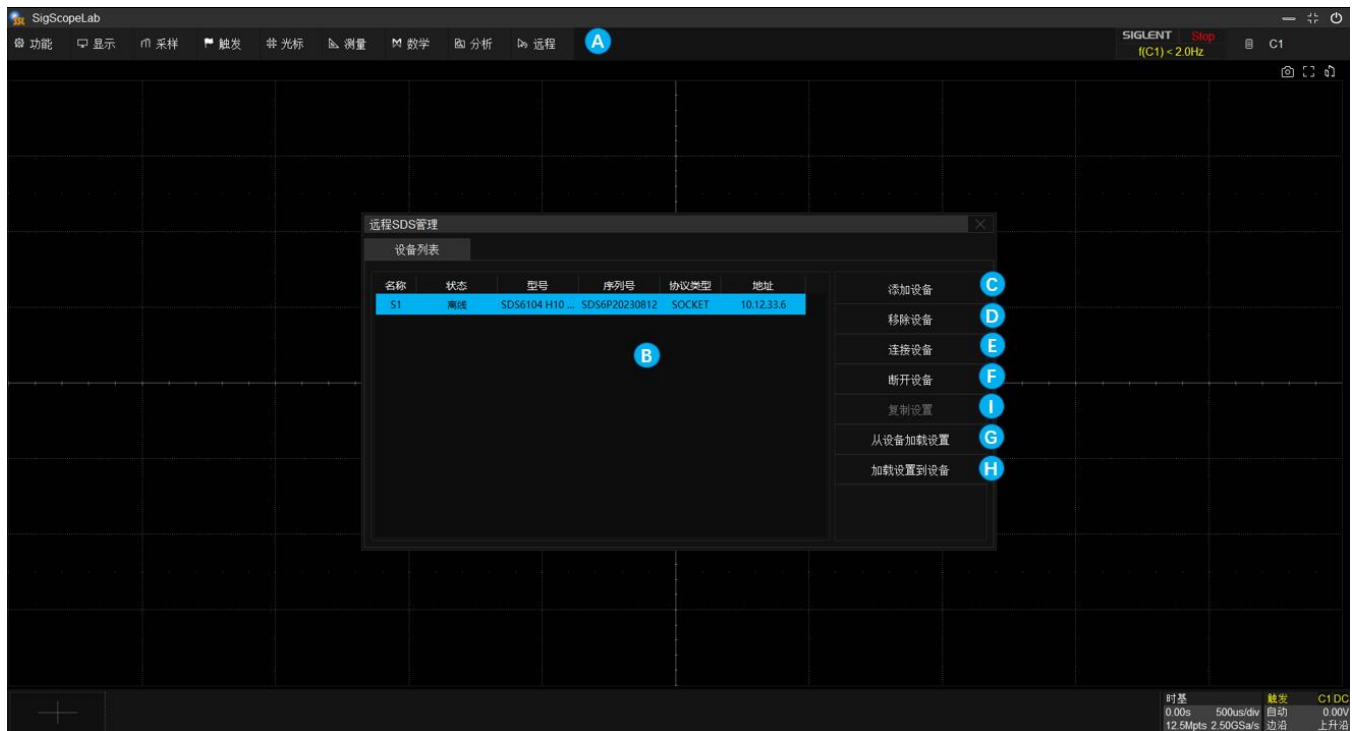 SigScopeLab
功能 显示 采样 触发 光标 测量 数学 分析 远程 A
SIGLENT Stop
f(C1) < 2.0Hz
C1
远程SDS管理
设备列表
名称 状态 型号 序列号 协议类型 地址
S1 离线 SDS6104 H10 ... SDS6P20230812 SOCKET 10.12.33.6
B
添加设备 C
移除设备 D
连接设备 E
断开设备 F
复制设置 I
从设备加载设置 G
加载设置到设备 H
时基
0.00s 500us/div
12.5Mpts 2.50GSa/s
触发 C1 DC
自动 0.00V
边沿 上升沿